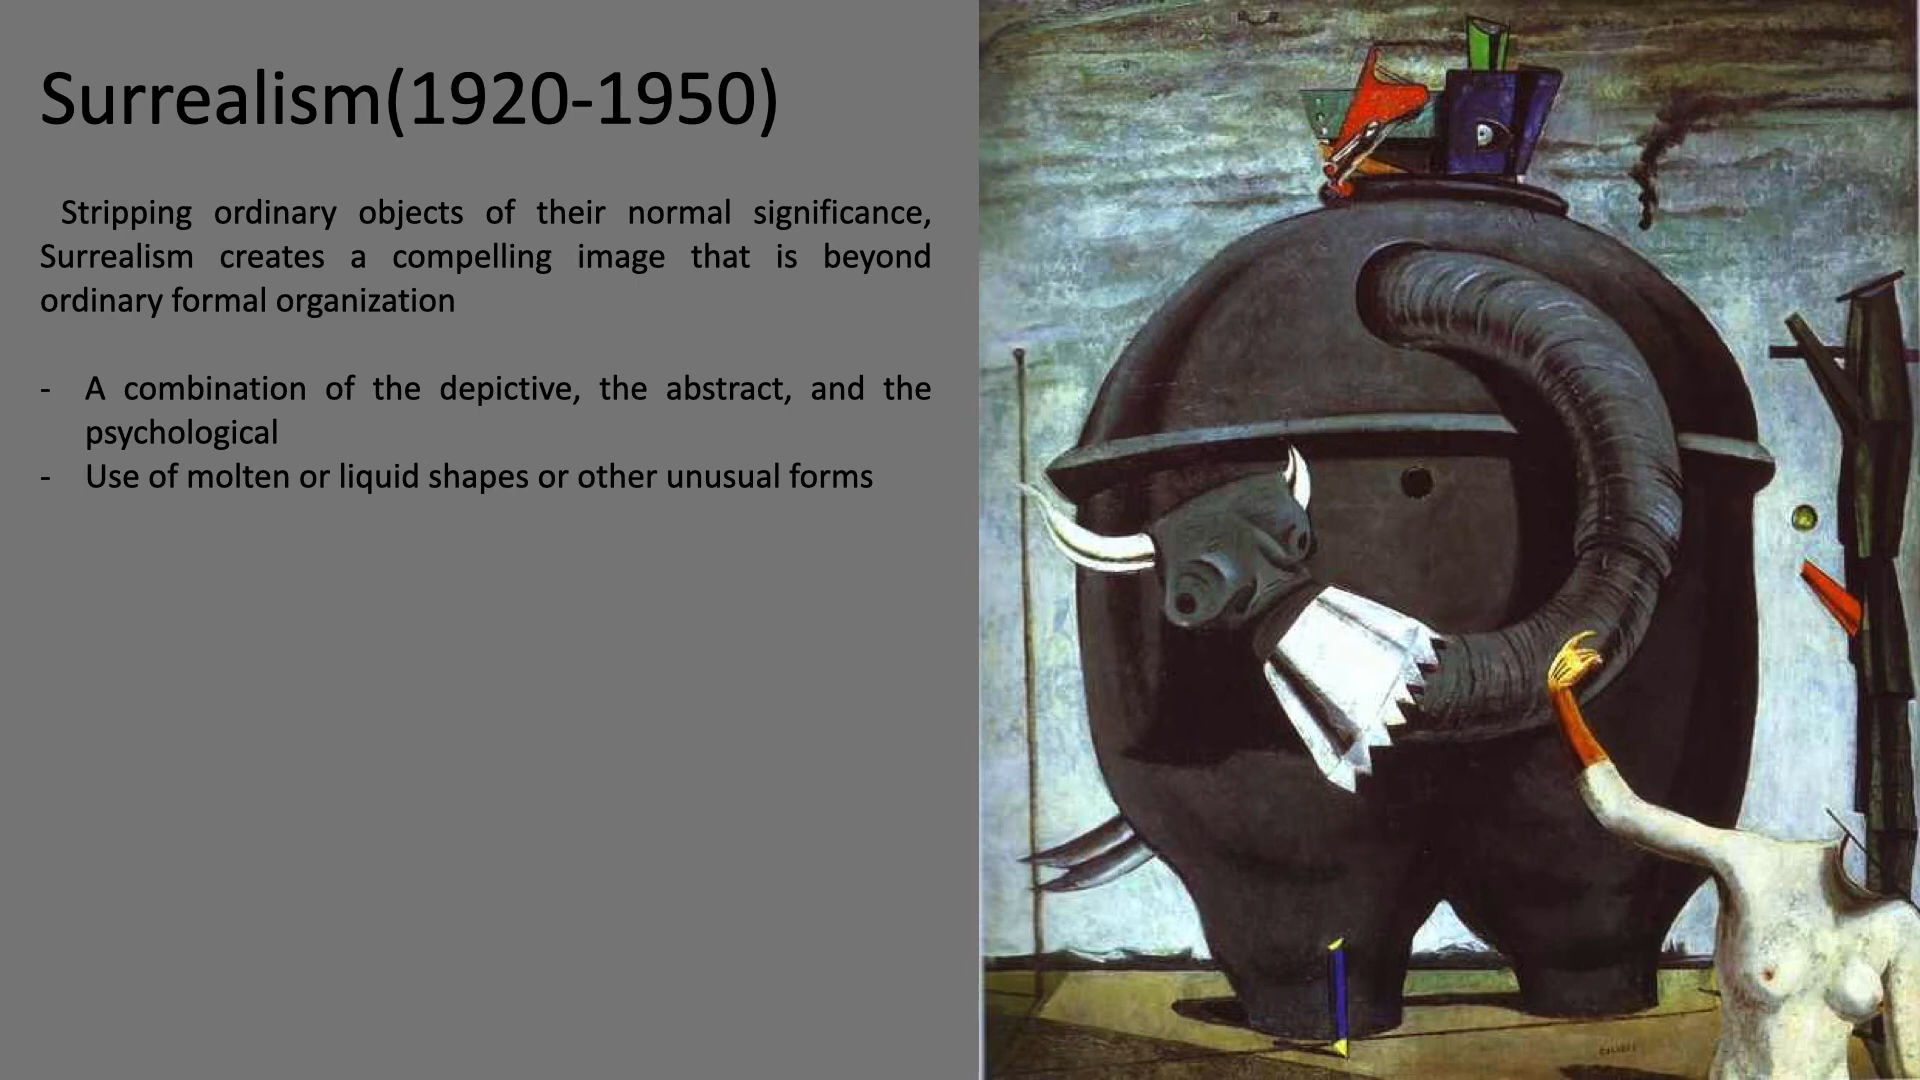 Surrealism(1920-1950)
Stripping ordinary objects of their normal significance,
Surrealism creates a compelling image that is beyond
ordinary formal organization
- A combination of the depictive, the abstract, and the
psychological
- Use of molten or liquid shapes or other unusual forms